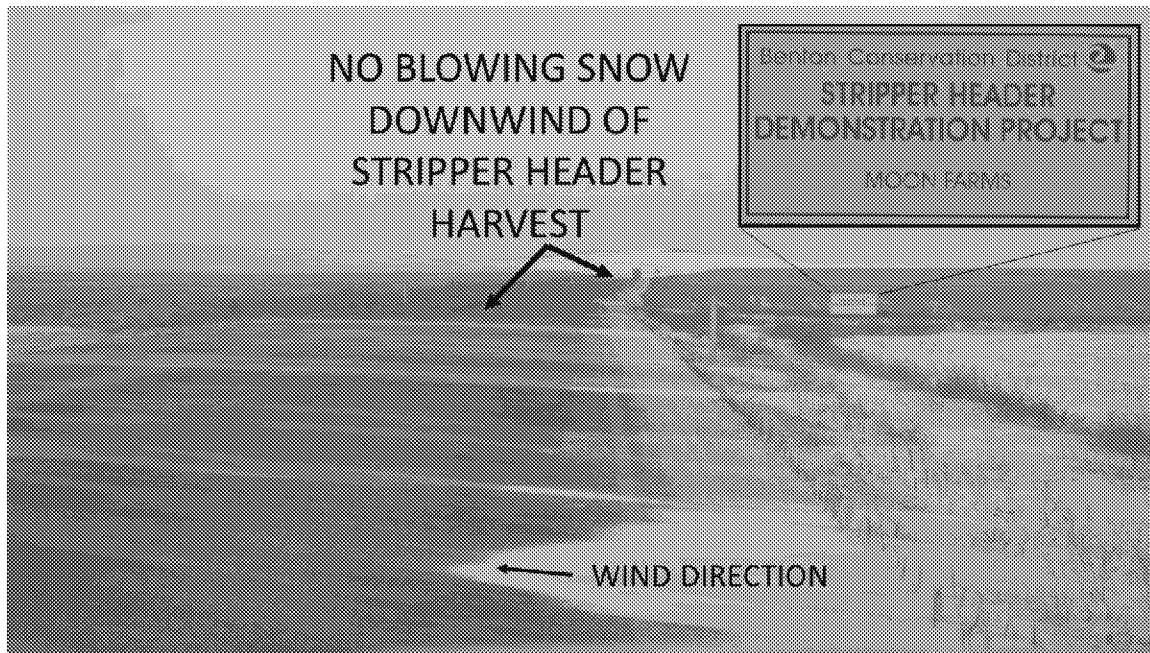 NO BLOWING SNOW
DOWNWIND OF
STRIPPER HEADER
HARVEST
Benton Conservation District
STRIPPER HEADER
DEMONSTRATION PROJECT
MOON FARMS
WIND DIRECTION